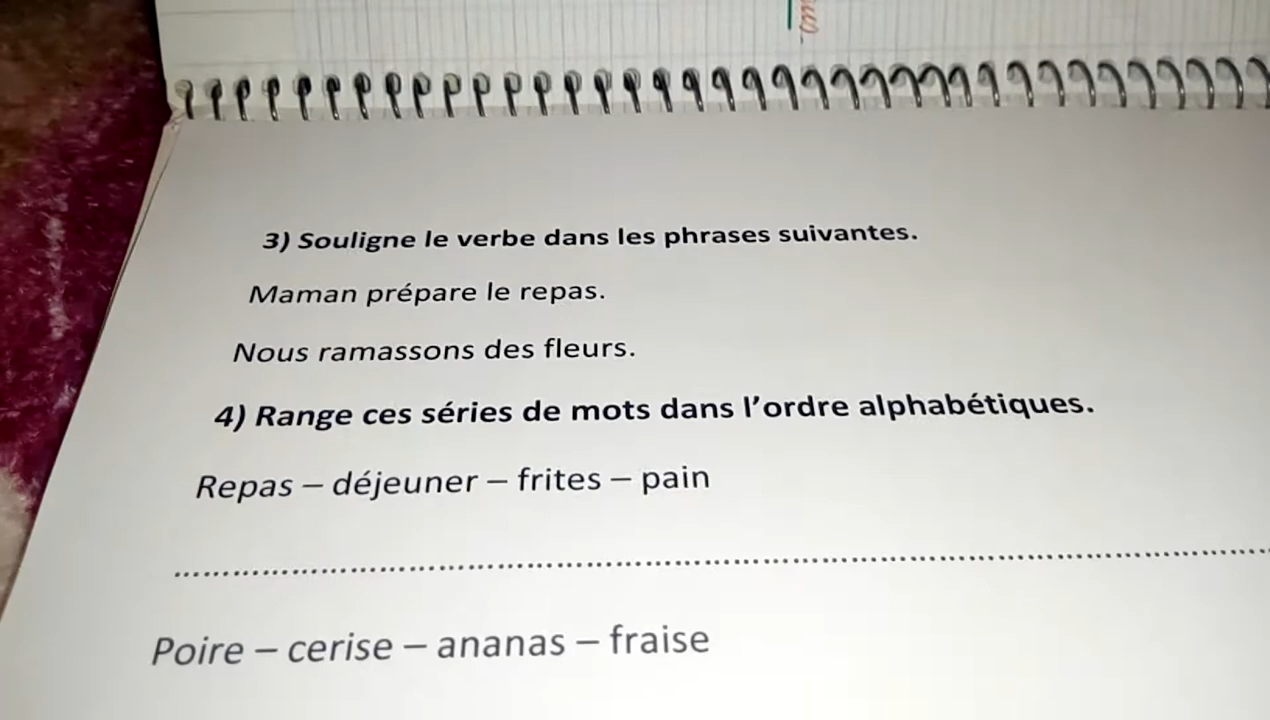 3) Souligne le verbe dans les phrases suivantes.
Maman prépare le repas.
Nous ramassons des fleurs.
4) Range ces séries de mots dans l’ordre alphabétiques.
Repas – déjeuner – frites – pain
Poire – cerise – ananas – fraise